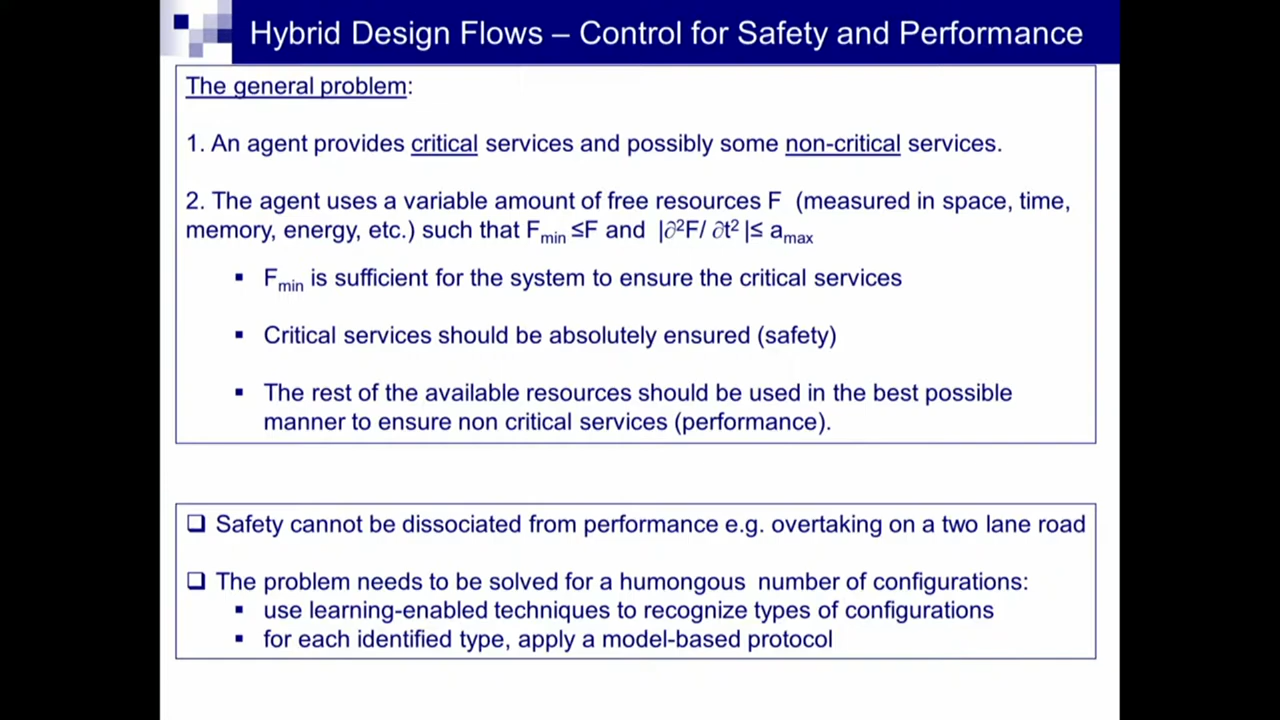 Hybrid Design Flows – Control for Safety and Performance
The general problem:
1. An agent provides critical services and possibly some non-critical services.
2. The agent uses a variable amount of free resources F (measured in space, time,
memory, energy, etc.) such that Fmin ≤F and |∂²F/ ∂t² |≤ amax
▪ Fmin is sufficient for the system to ensure the critical services
▪ Critical services should be absolutely ensured (safety)
▪ The rest of the available resources should be used in the best possible
manner to ensure non critical services (performance).
❑ Safety cannot be dissociated from performance e.g. overtaking on a two lane road
❑ The problem needs to be solved for a humongous number of configurations:
▪ use learning-enabled techniques to recognize types of configurations
▪ for each identified type, apply a model-based protocol